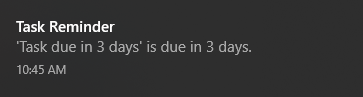 Task Reminder
'Task due in 3 days' is due in 3 days.
10:45 AM